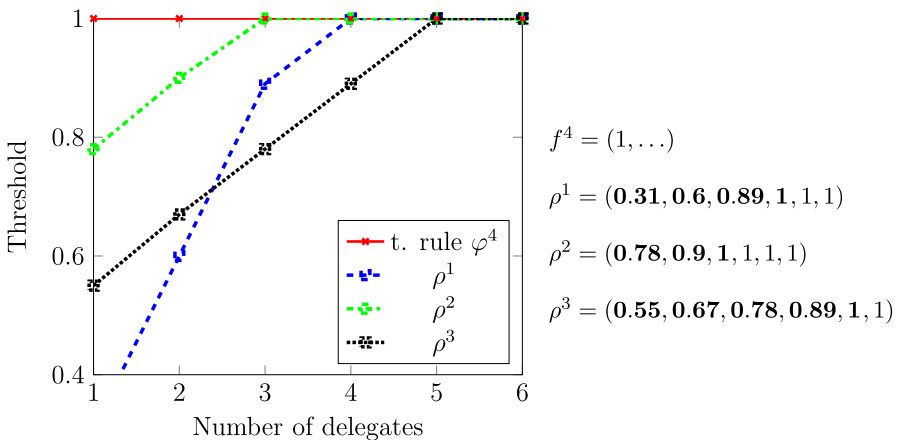 1
0.8
0.6
0.4
1 2 3 4 5 6
Threshold
Number of delegates
t. rule φ⁴
ρ¹
ρ²
ρ³
f⁴ = (1, …)
ρ¹ = (0.31, 0.6, 0.89, 1, 1, 1)
ρ² = (0.78, 0.9, 1, 1, 1, 1)
ρ³ = (0.55, 0.67, 0.78, 0.89, 1, 1)